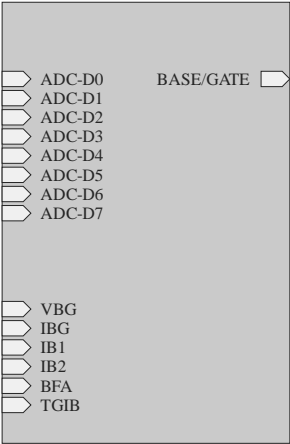 ADC-D0 BASE/GATE
ADC-D1
ADC-D2
ADC-D3
ADC-D4
ADC-D5
ADC-D6
ADC-D7
VBG
IBG
IB1
IB2
BFA
TGIB